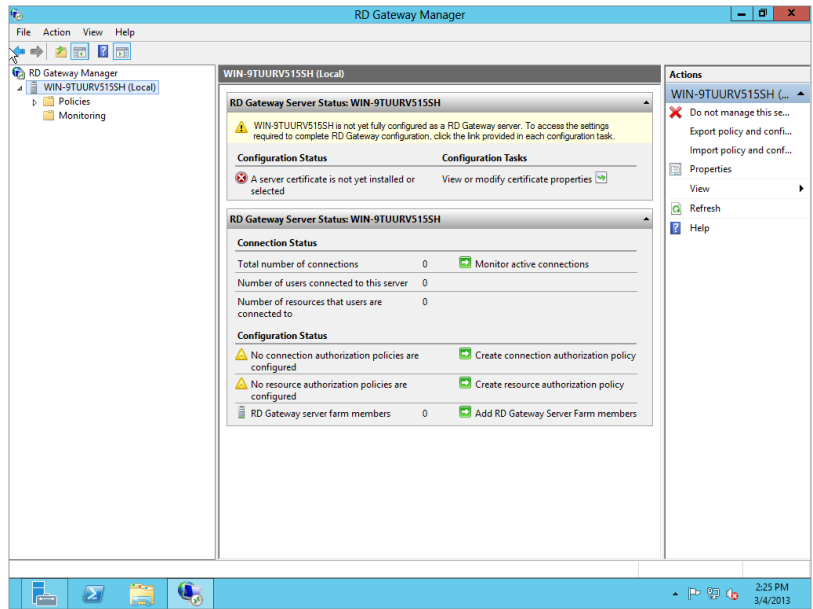 RD Gateway Manager
File Action View Help
RD Gateway Manager
WIN-9TUURV515SH (Local)
Policies
Monitoring
WIN-9TUURV515SH (Local)
RD Gateway Server Status: WIN-9TUURV515SH
WIN-9TUURV515SH is not yet fully configured as a RD Gateway server. To access the settings
required to complete RD Gateway configuration, click the link provided in each configuration task.
Configuration Status Configuration Tasks
A server certificate is not yet installed or View or modify certificate properties
selected
RD Gateway Server Status: WIN-9TUURV515SH
Connection Status
Total number of connections 0 Monitor active connections
Number of users connected to this server 0
Number of resources that users are 0
connected to
Configuration Status
No connection authorization policies are Create connection authorization policy
configured
No resource authorization policies are Create resource authorization policy
configured
RD Gateway server farm members 0 Add RD Gateway Server Farm members
Actions
WIN-9TUURV515SH (...
Do not manage this se...
Export policy and confi...
Import policy and conf...
Properties
View
Refresh
Help
2:25 PM
3/4/2013